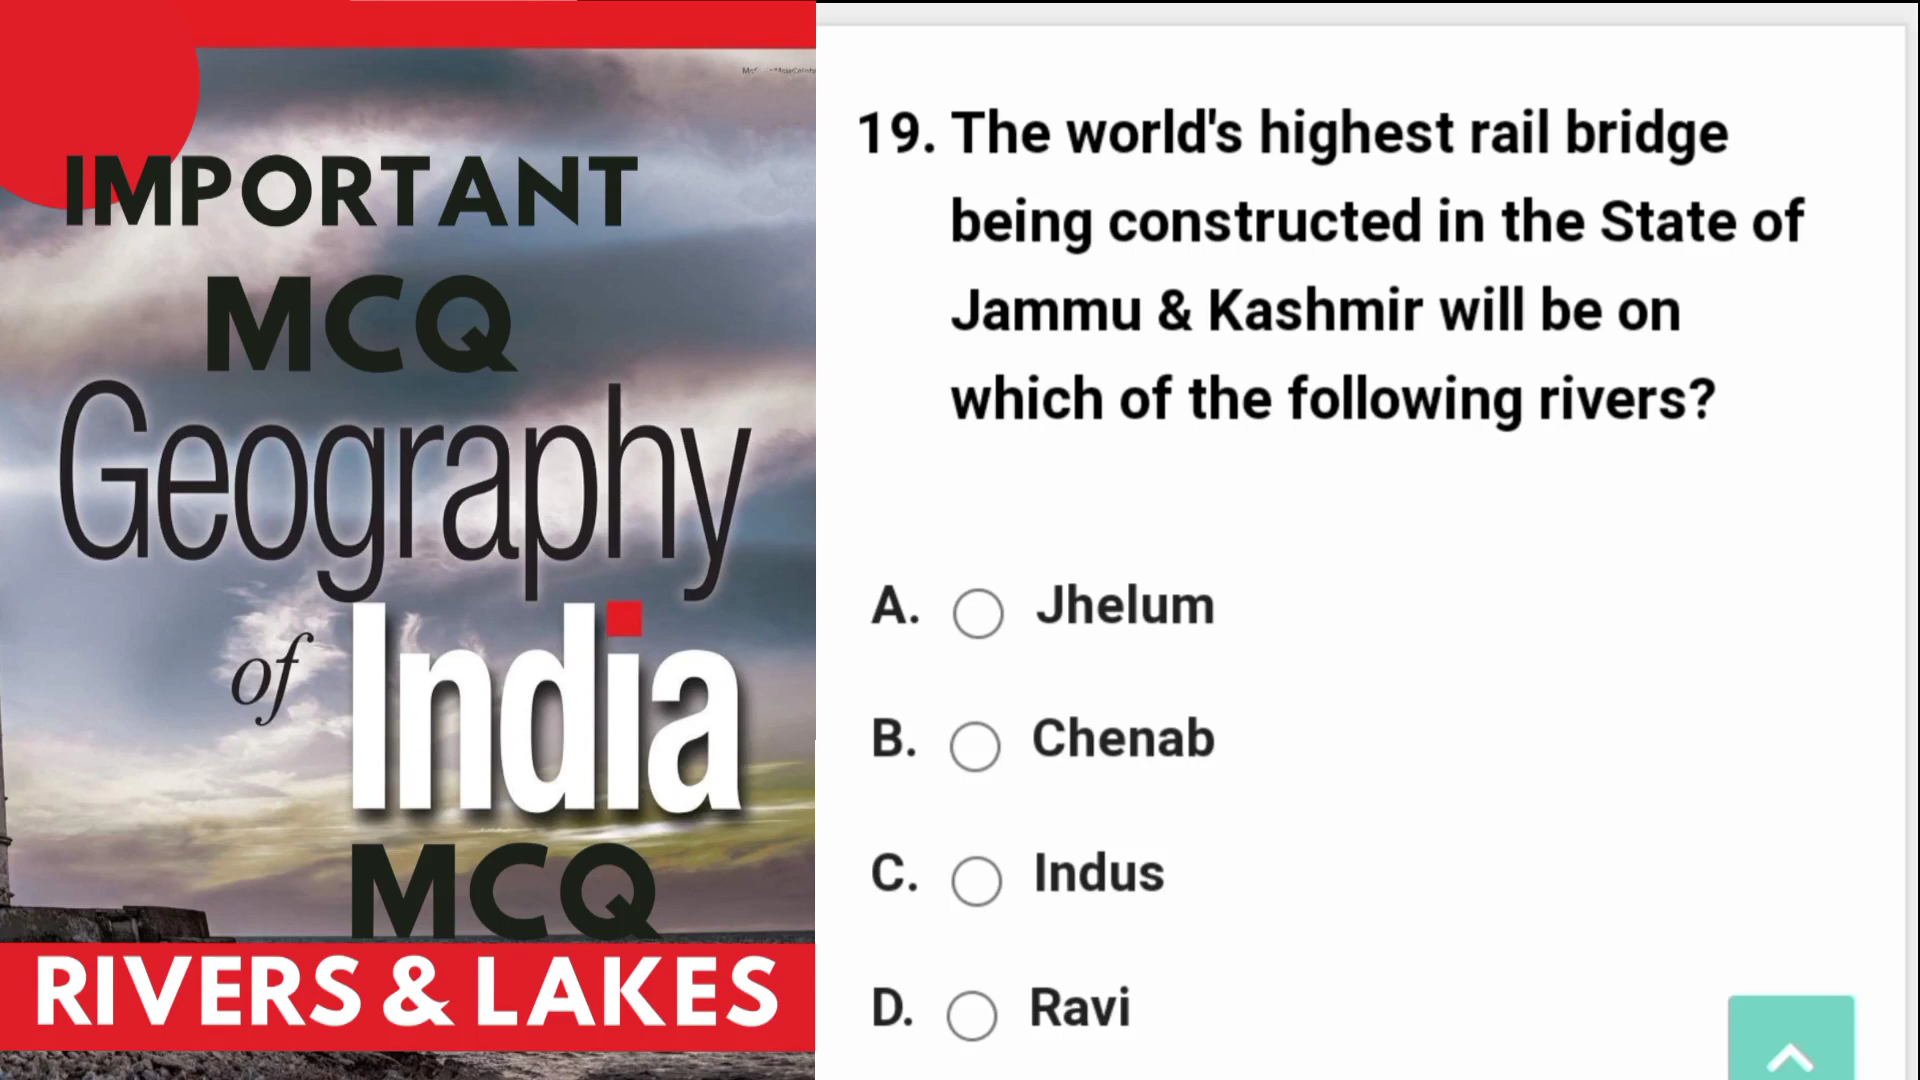 IMPORTANT
MCQ
Geography
of India
MCQ
RIVERS & LAKES
19. The world's highest rail bridge
being constructed in the State of
Jammu & Kashmir will be on
which of the following rivers?
A. Jhelum
B. Chenab
C. Indus
D. Ravi